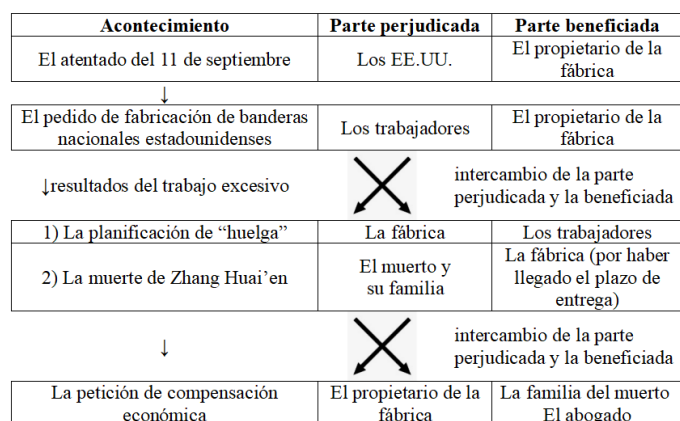 Acontecimiento Parte perjudicada Parte beneficiada
El atentado del 11 de septiembre Los EE.UU. El propietario de la
fábrica
↓
El pedido de fabricación de banderas
nacionales estadounidenses Los trabajadores El propietario de la
fábrica
↓resultados del trabajo excesivo intercambio de la parte
perjudicada y la beneficiada
1) La planificación de “huelga” La fábrica Los trabajadores
2) La muerte de Zhang Huai’en El muerto y
su familia La fábrica (por haber
llegado el plazo de
entrega)
↓ intercambio de la parte
perjudicada y la beneficiada
La petición de compensación
económica El propietario de la
fábrica La familia del muerto
El abogado